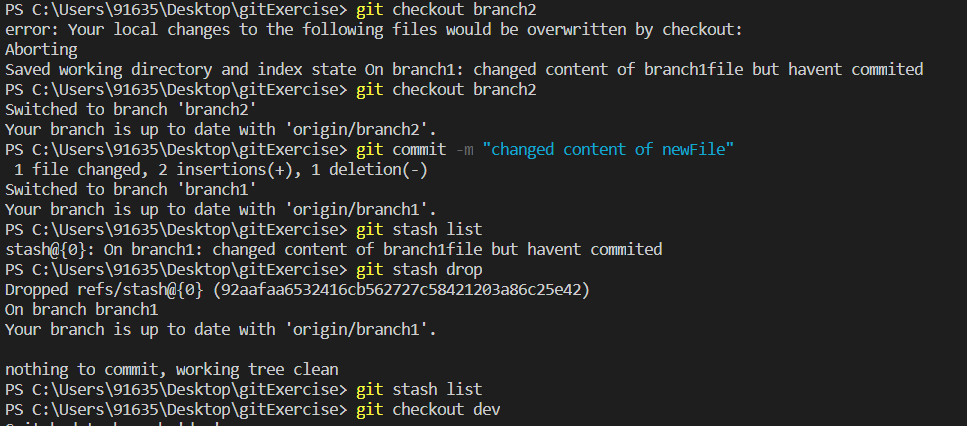 PS C:\Users\91635\Desktop\gitExercise> git checkout branch2
error: Your local changes to the following files would be overwritten by checkout:
Aborting
Saved working directory and index state On branch1: changed content of branch1file but havent commited
PS C:\Users\91635\Desktop\gitExercise> git checkout branch2
Switched to branch 'branch2'
Your branch is up to date with 'origin/branch2'.
PS C:\Users\91635\Desktop\gitExercise> git commit -m "changed content of newFile"
 1 file changed, 2 insertions(+), 1 deletion(-)
Switched to branch 'branch1'
Your branch is up to date with 'origin/branch1'.
PS C:\Users\91635\Desktop\gitExercise> git stash list
stash@{0}: On branch1: changed content of branch1file but havent commited
PS C:\Users\91635\Desktop\gitExercise> git stash drop
Dropped refs/stash@{0} (92aafaa6532416cb562727c58421203a86c25e42)
On branch branch1
Your branch is up to date with 'origin/branch1'.

nothing to commit, working tree clean
PS C:\Users\91635\Desktop\gitExercise> git stash list
PS C:\Users\91635\Desktop\gitExercise> git checkout dev